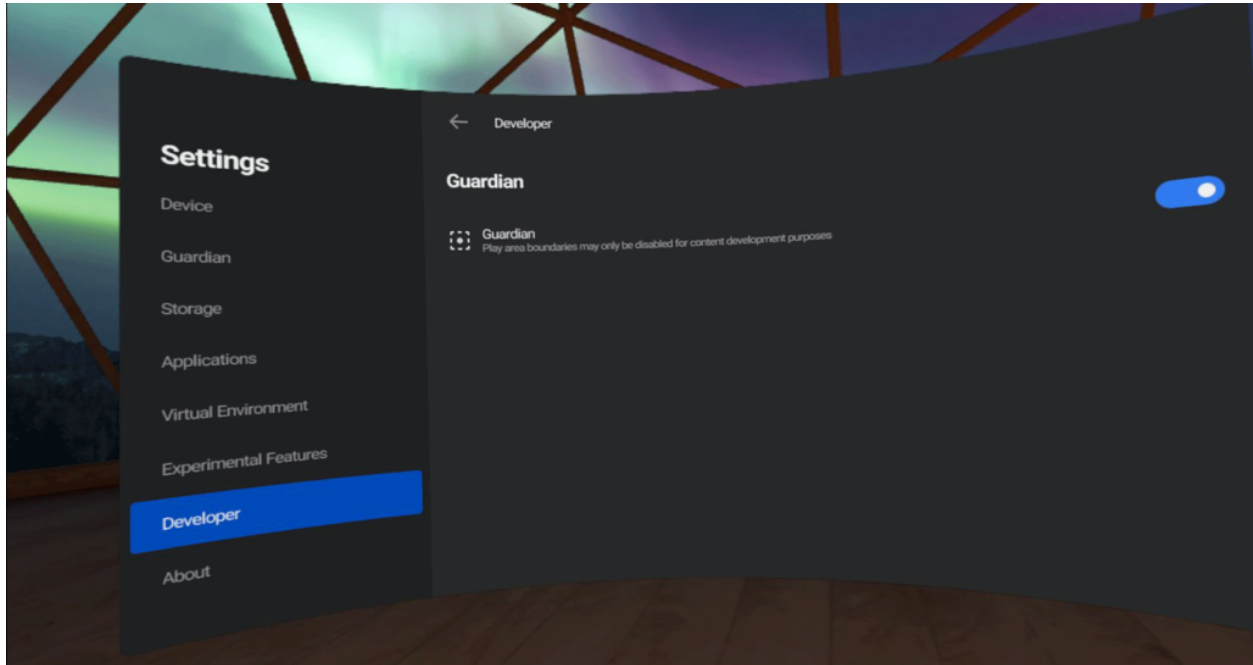 Settings
Device
Guardian
Storage
Applications
Virtual Environment
Experimental Features
Developer
About
Developer
Guardian
Guardian
Play area boundaries may only be disabled for content development purposes